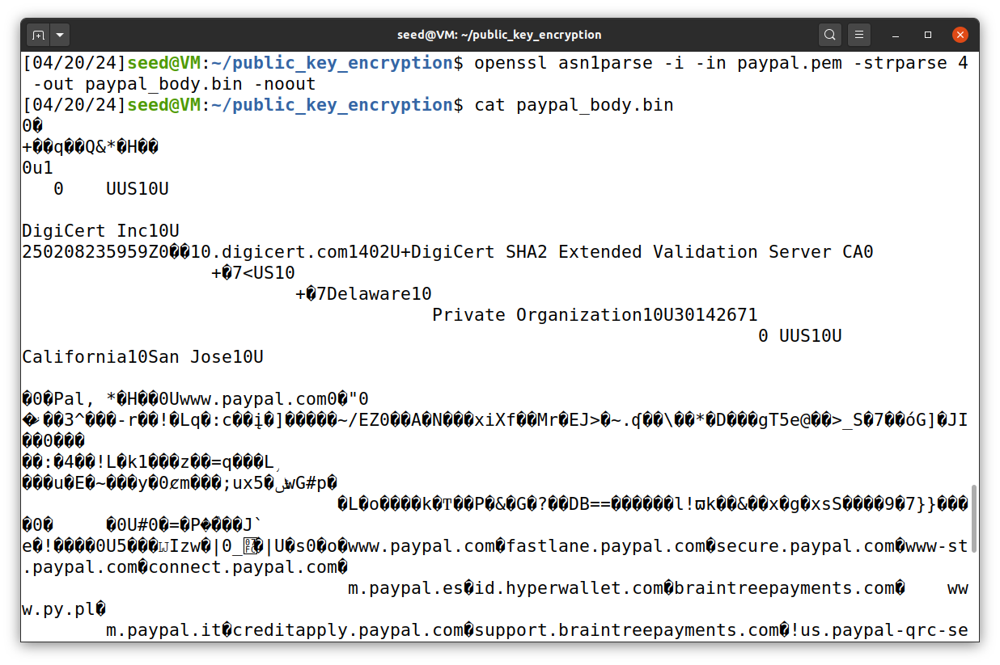 seed@VM: ~/public_key_encryption
[04/20/24]seed@VM:~/public_key_encryption$ openssl asn1parse -i -in paypal.pem -strparse 4
 -out paypal_body.bin -noout
[04/20/24]seed@VM:~/public_key_encryption$ cat paypal_body.bin
0�
+��q��Q&*�H��
0u1
   0    UUS10U
DigiCert Inc10U
250208235959Z0��10.digicert.com1402U+DigiCert SHA2 Extended Validation Server CA0
+�7<US10
+�7Delaware10
Private Organization10U30142671
0 UUS10U
California10San Jose10U
�0�Pal, *�H��0Uwww.paypal.com0�"0
��3^���-r��!�Lq�:c��į�]�����~/EZ0��A�N���xiXf��Mr�EJ>�~.ʠ��\��*�D���gT5e@��>_S�7��óG]�JI
��0���
��:�4��!L�k1���z��=q���L
���u�E�~���y�0ȼm���;ux5�wG#p�
�L�o����k�T��P�&�G�?��DB==������l!ϖk��&��x�g�xsS����9�7}}���
�0�     �0U#0�=�P����J`
e�!����0U5���Izw�|0_�|U�s0�o�www.paypal.com�fastlane.paypal.com�secure.paypal.com�www-st
.paypal.com�connect.paypal.com�
m.paypal.es�id.hyperwallet.com�braintreepayments.com�    ww
w.py.pl�
m.paypal.it�creditapply.paypal.com�support.braintreepayments.com�!us.paypal-qrc-se